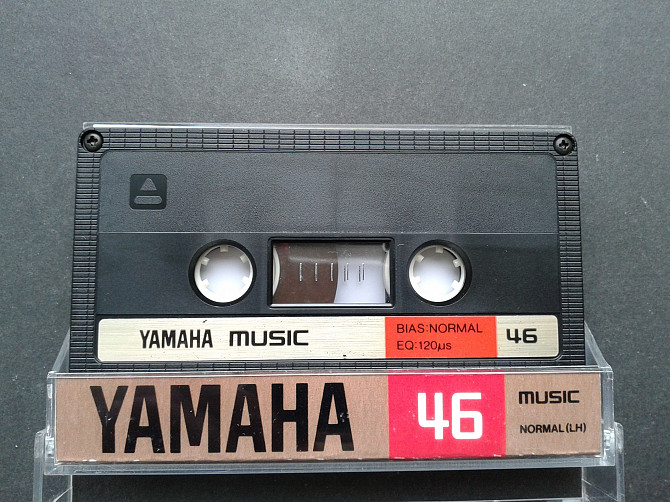 YAMAHA MUSIC
BIAS:NORMAL
EQ:120µs
46
YAMAHA
46
MUSIC
NORMAL(LH)